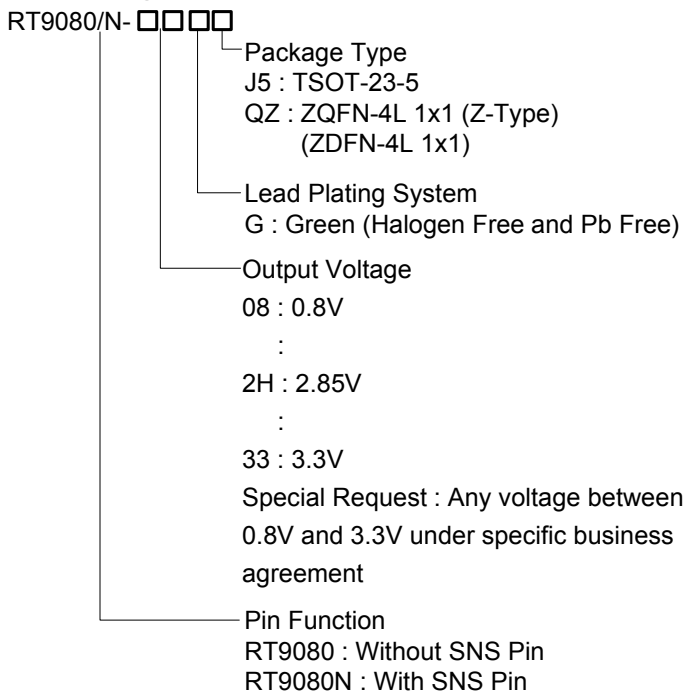 RT9080/N- □□□□
Package Type
J5 : TSOT-23-5
QZ : ZQFN-4L 1x1 (Z-Type)
(ZDFN-4L 1x1)
Lead Plating System
G : Green (Halogen Free and Pb Free)
Output Voltage
08 : 0.8V
:
2H : 2.85V
:
33 : 3.3V
Special Request : Any voltage between
0.8V and 3.3V under specific business
agreement
Pin Function
RT9080 : Without SNS Pin
RT9080N : With SNS Pin